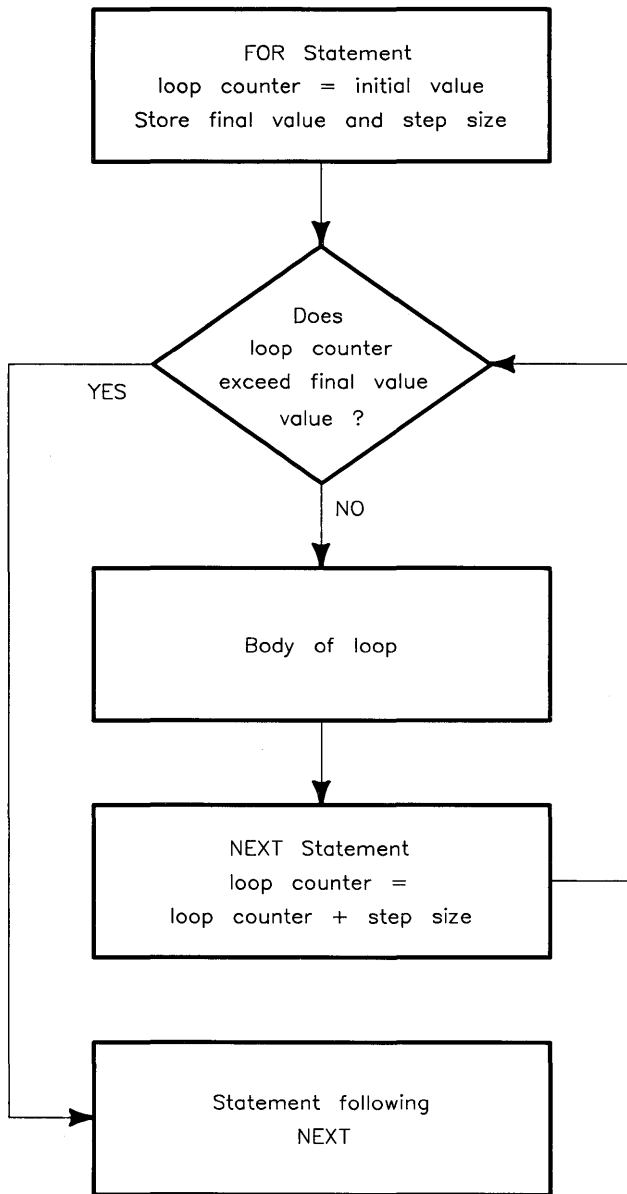 FOR Statement
loop counter = initial value
Store final value and step size
Does
loop counter
exceed final value
value ?
YES
NO
Body of loop
NEXT Statement
loop counter =
loop counter + step size
Statement following
NEXT